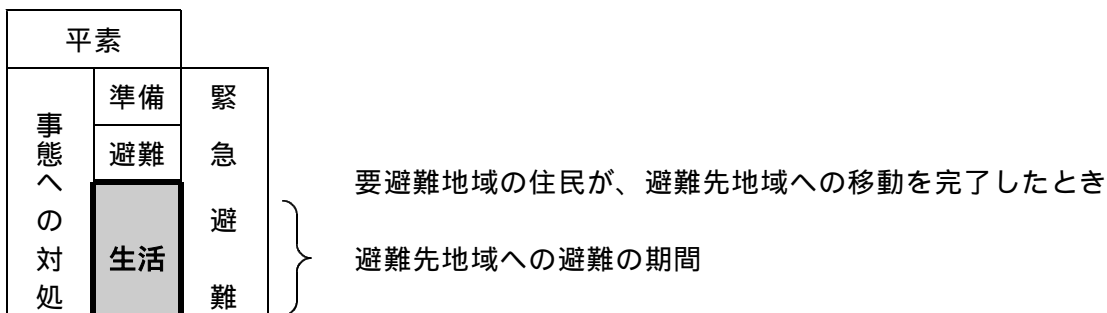 平素
事態への対処
準備
避難
生活
緊急避難
要避難地域の住民が、避難先地域への移動を完了したとき
避難先地域への避難の期間